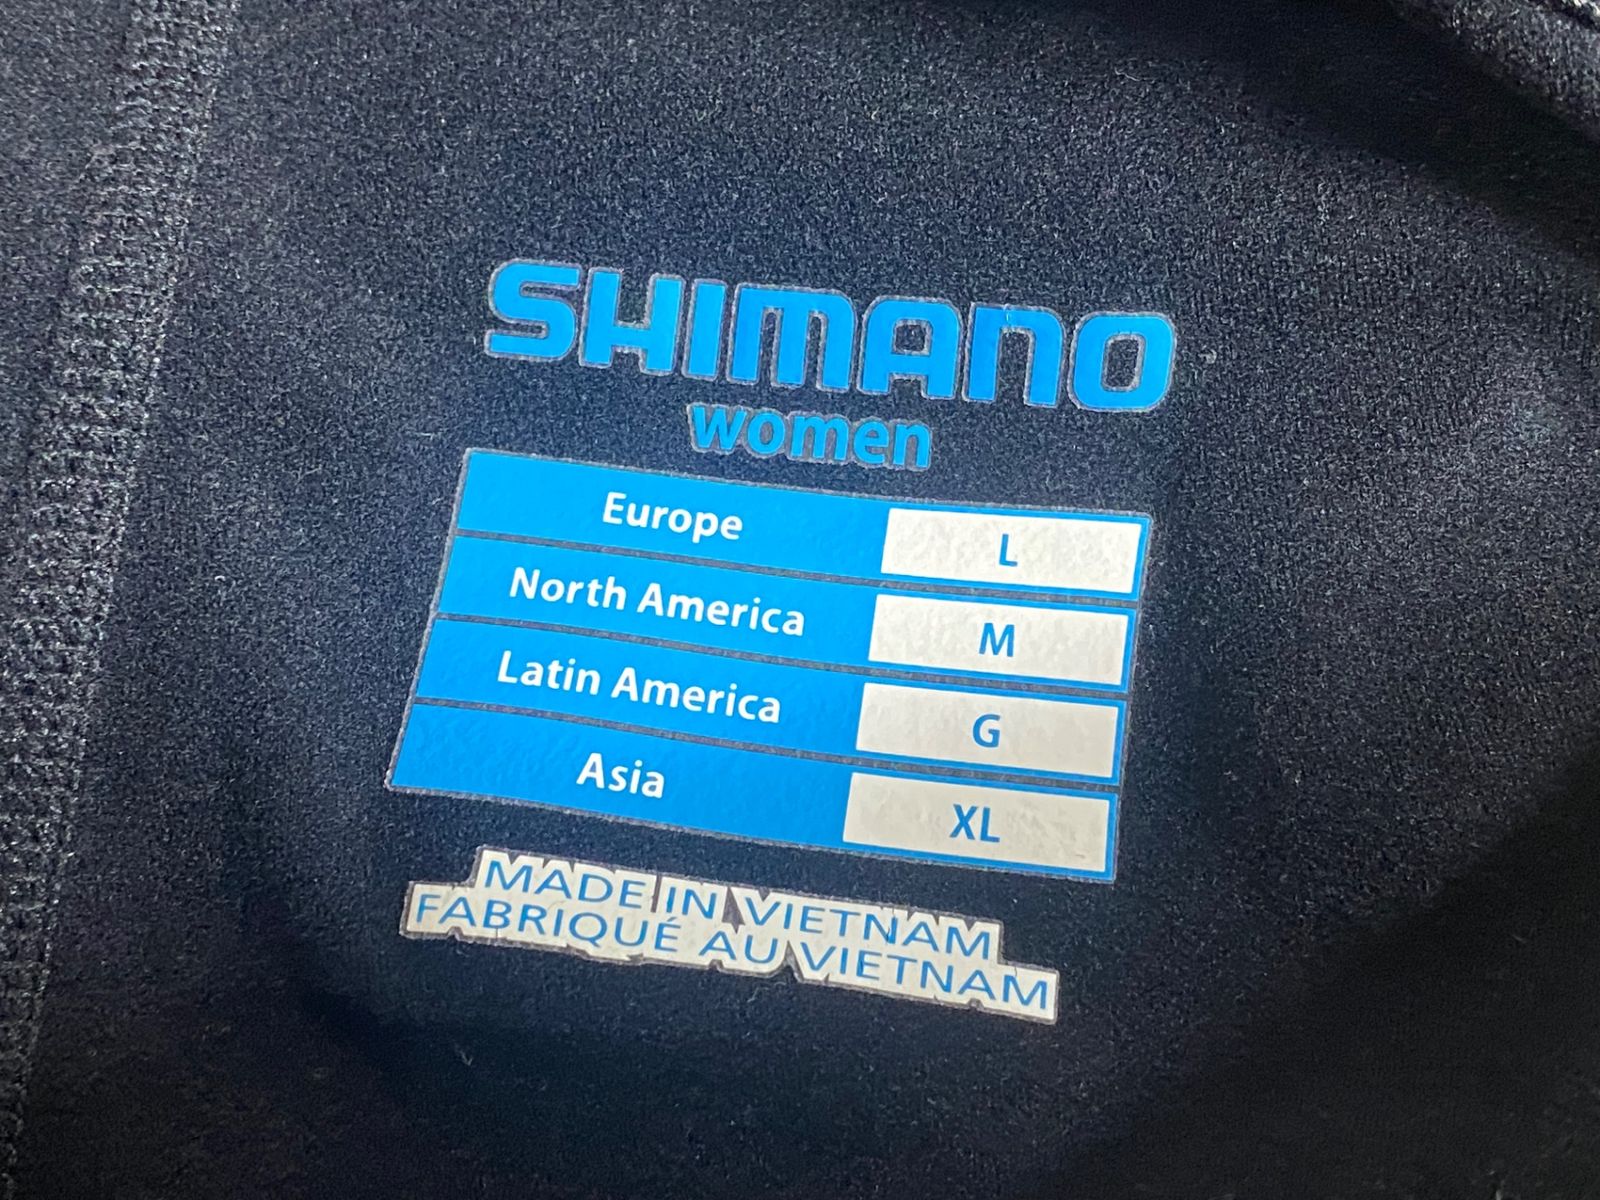 SHIMANO
women
Europe L
North America M
Latin America G
Asia XL
MADE IN VIETNAM
FABRIQUÉ AU VIETNAM